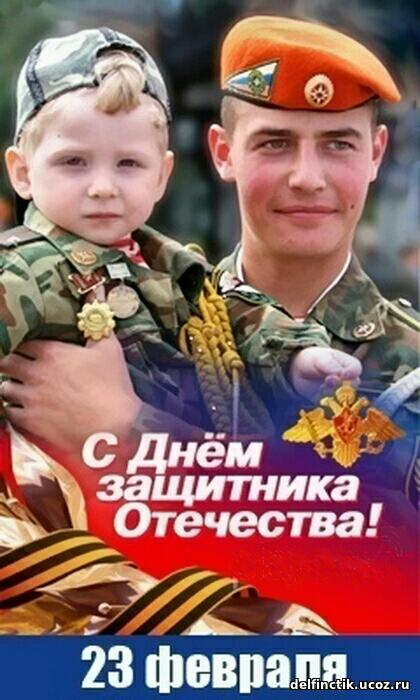 С Днём
защитника
Отечества!
23 февраля
delfinctik.ucoz.ru